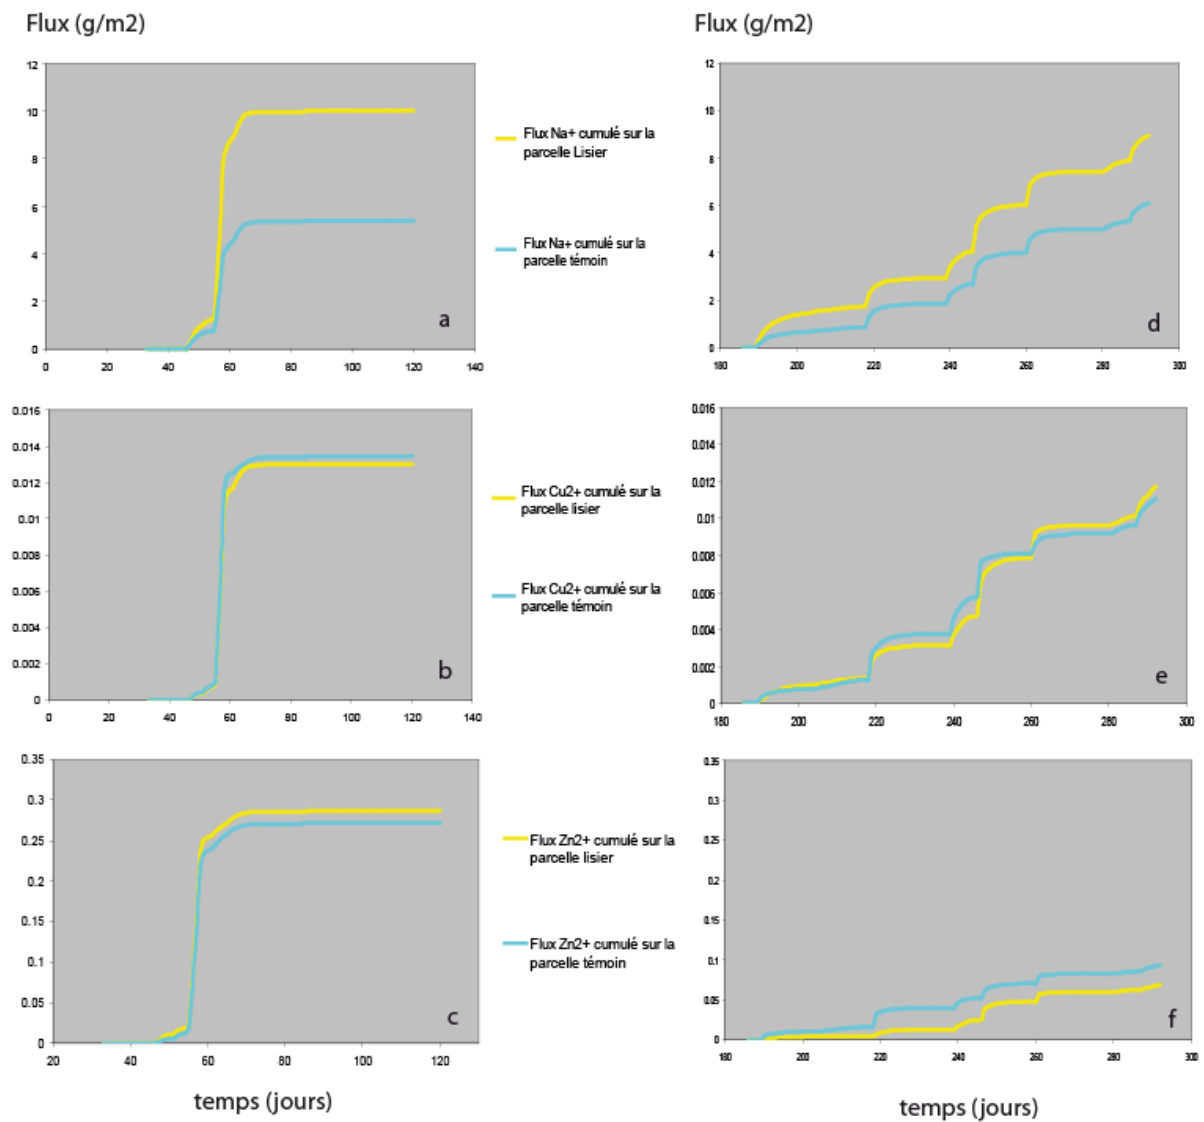 Flux (g/m2)
Flux (g/m2)
12
10
8
6
4
2
0
0 20 40 60 80 100 120 140
a
Flux Na+ cumulé sur la
parcelle Lisier
Flux Na+ cumulé sur la
parcelle témoin
12
10
8
6
4
2
0
180 200 220 240 260 280 300
d
0.016
0.014
0.012
0.01
0.008
0.006
0.004
0.002
0
0 20 40 60 80 100 120 140
b
Flux Cu2+ cumulé sur la
parcelle lisier
Flux Cu2+ cumulé sur la
parcelle témoin
0.016
0.014
0.012
0.01
0.008
0.006
0.004
0.002
0
180 200 220 240 260 280 300
e
0.35
0.3
0.25
0.2
0.15
0.1
0.05
0
20 40 60 80 100 120
c
Flux Zn2+ cumulé sur la
parcelle lisier
Flux Zn2+ cumulé sur la
parcelle témoin
0.35
0.3
0.25
0.2
0.15
0.1
0.05
0
180 200 220 240 260 280 300
f
temps (jours)
temps (jours)